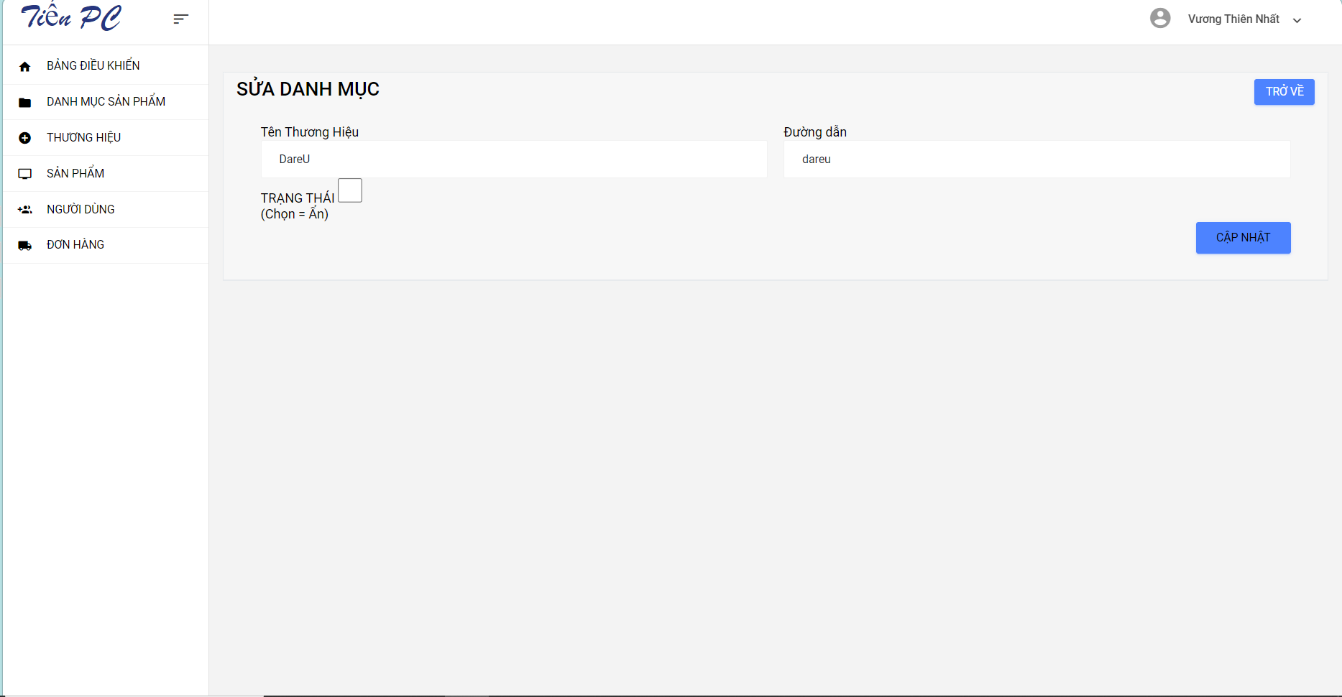 Tiến PC
Vương Thiên Nhất
BẢNG ĐIỀU KHIỂN
DANH MỤC SẢN PHẨM
THƯƠNG HIỆU
SẢN PHẨM
NGƯỜI DÙNG
ĐƠN HÀNG
SỬA DANH MỤC
TRỞ VỀ
Tên Thương Hiệu
Đường dẫn
DareU
dareu
TRẠNG THÁI
(Chọn = Ẩn)
CẬP NHẬT